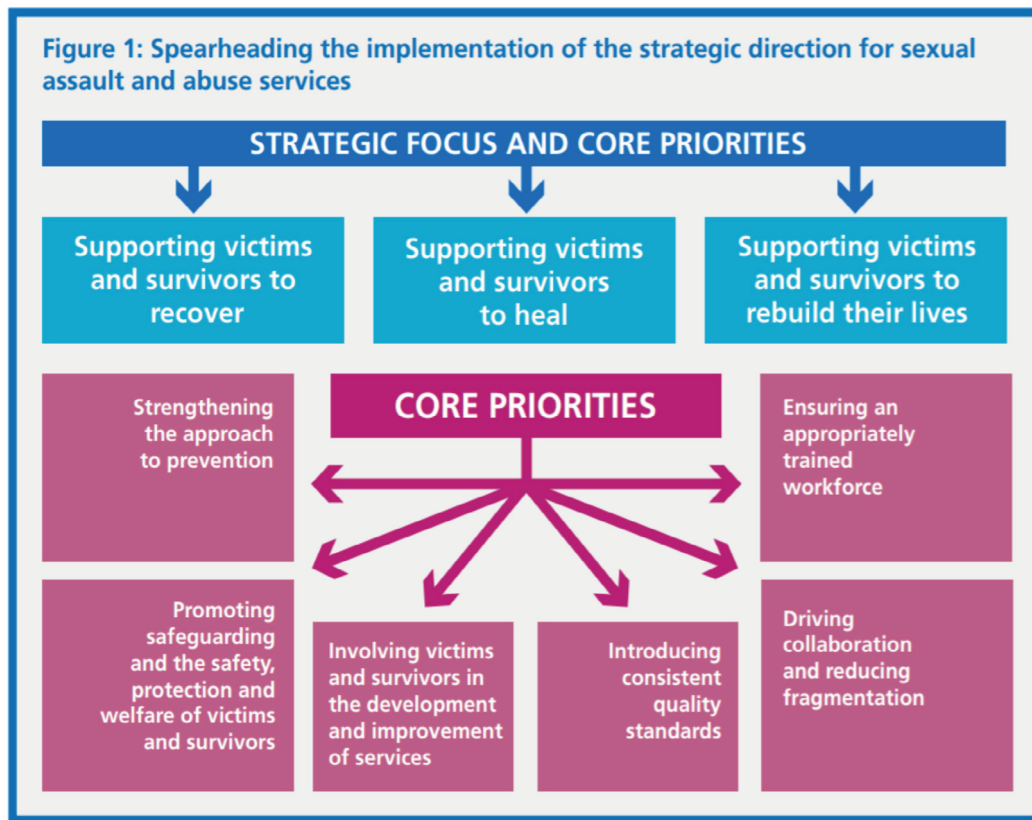 Figure 1: Spearheading the implementation of the strategic direction for sexual
assault and abuse services
STRATEGIC FOCUS AND CORE PRIORITIES
Supporting victims
and survivors to
recover
Supporting victims
and survivors
to heal
Supporting victims
and survivors to
rebuild their lives
CORE PRIORITIES
Strengthening
the approach
to prevention
Promoting
safeguarding
and the safety,
protection and
welfare of victims
and survivors
Involving victims
and survivors in
the development
and improvement
of services
Introducing
consistent
quality
standards
Driving
collaboration
and reducing
fragmentation
Ensuring an
appropriately
trained
workforce